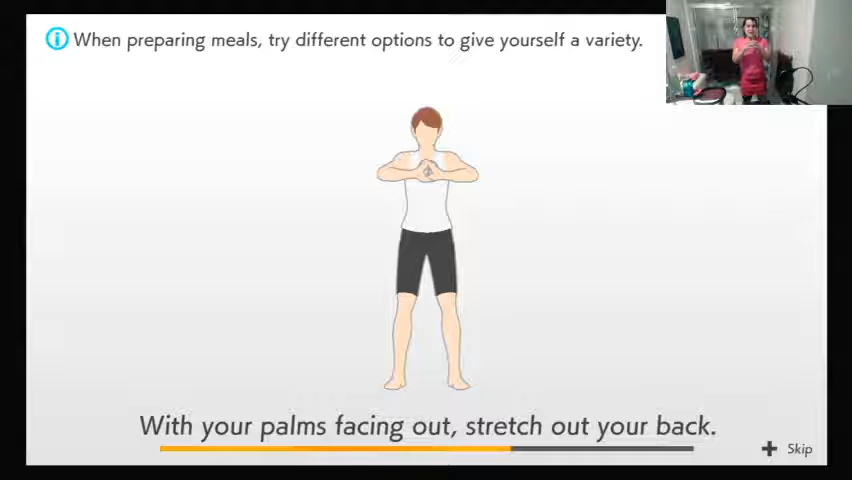 When preparing meals, try different options to give yourself a variety.
With your palms facing out, stretch out your back.
Skip